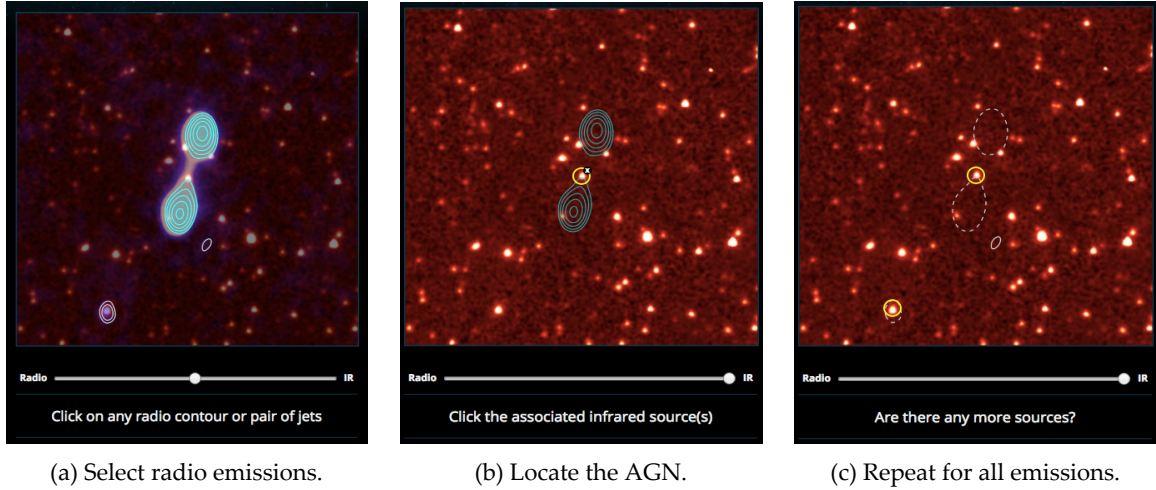 Radio IR
Click on any radio contour or pair of jets
(a) Select radio emissions.
x
Radio IR
Click the associated infrared source(s)
(b) Locate the AGN.
Radio IR
Are there any more sources?
(c) Repeat for all emissions.